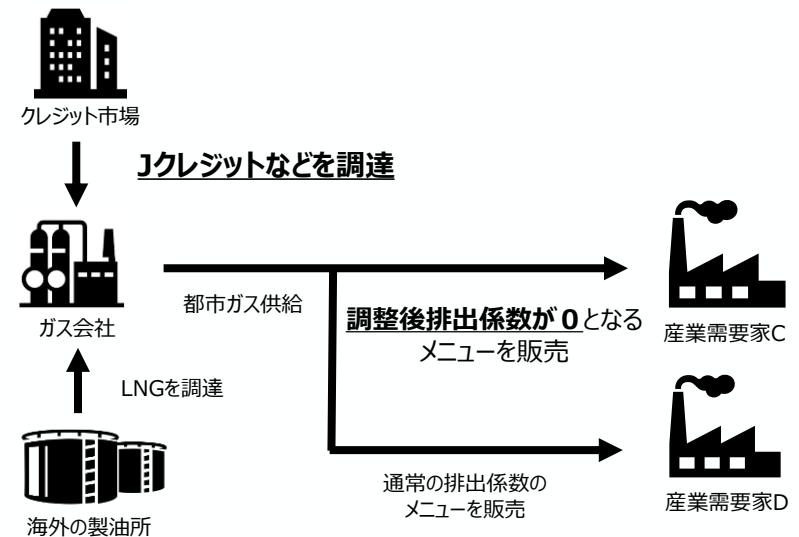 クレジット市場
Jクレジットなどを調達
ガス会社
都市ガス供給
調整後排出係数が0となる
メニューを販売
産業需要家C
LNGを調達
海外の製油所
通常の排出係数の
メニューを販売
産業需要家D